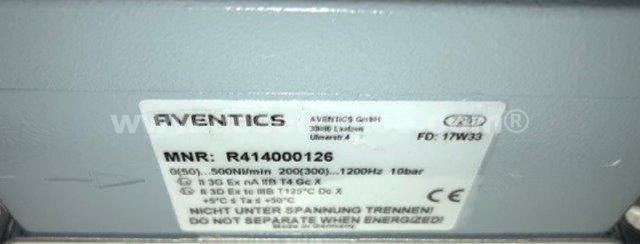 AVENTICS
AVENTICS GmbH
30880 Laatzen
Ulmerstr.4
FD: 17W33
MNR: R414000126
0(50)...500Nl/min 200(300)...1200Hz 10bar
II 3G Ex nA IIB T4 Gc X
II 3D Ex tc IIIB T125°C Dc X
+5°C ≤ Ta ≤ +50°C
CE
NICHT UNTER SPANNUNG TRENNEN!
DO NOT SEPARATE WHEN ENERGIZED!
Made in Germany